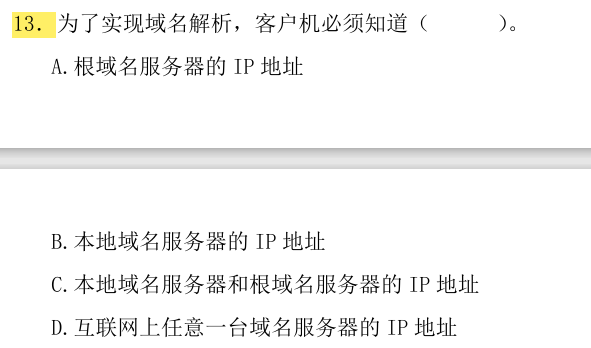 13. 为了实现域名解析，客户机必须知道（      ）。
A.根域名服务器的 IP 地址
B.本地域名服务器的 IP 地址
C.本地域名服务器和根域名服务器的 IP 地址
D.互联网上任意一台域名服务器的 IP 地址